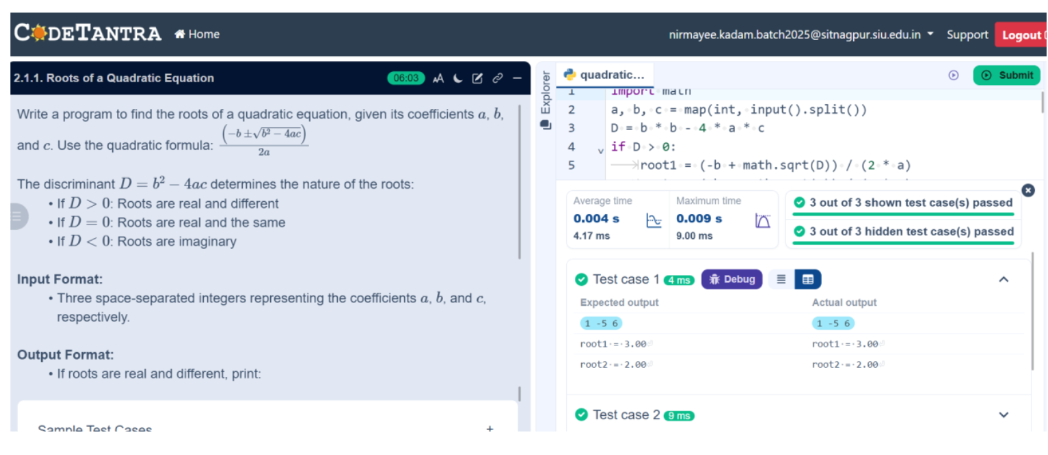 CODETANTRA Home
nirmayee.kadam.batch2025@sitnagpur.siu.edu.in Support Logout
2.1.1. Roots of a Quadratic Equation 06:03
Write a program to find the roots of a quadratic equation, given its coefficients a, b,
and c. Use the quadratic formula: (−b ±√b² − 4ac) / 2a
The discriminant D = b² − 4ac determines the nature of the roots:
• If D > 0: Roots are real and different
• If D = 0: Roots are real and the same
• If D < 0: Roots are imaginary
Input Format:
• Three space-separated integers representing the coefficients a, b, and c,
respectively.
Output Format:
• If roots are real and different, print:
Sample Test Cases +
Explorer
quadratic...
Submit
1 import math
2 a, b, c = map(int, input().split())
3 D = b * b - 4 * a * c
4 if D > 0:
5 root1 = (-b + math.sqrt(D)) / (2 * a)
Average time
0.004 s
4.17 ms
Maximum time
0.009 s
9.00 ms
3 out of 3 shown test case(s) passed
3 out of 3 hidden test case(s) passed
Test case 1 4 ms Debug
Expected output Actual output
1 -5 6 1 -5 6
root1 = 3.00 root1 = 3.00
root2 = 2.00 root2 = 2.00
Test case 2 9 ms